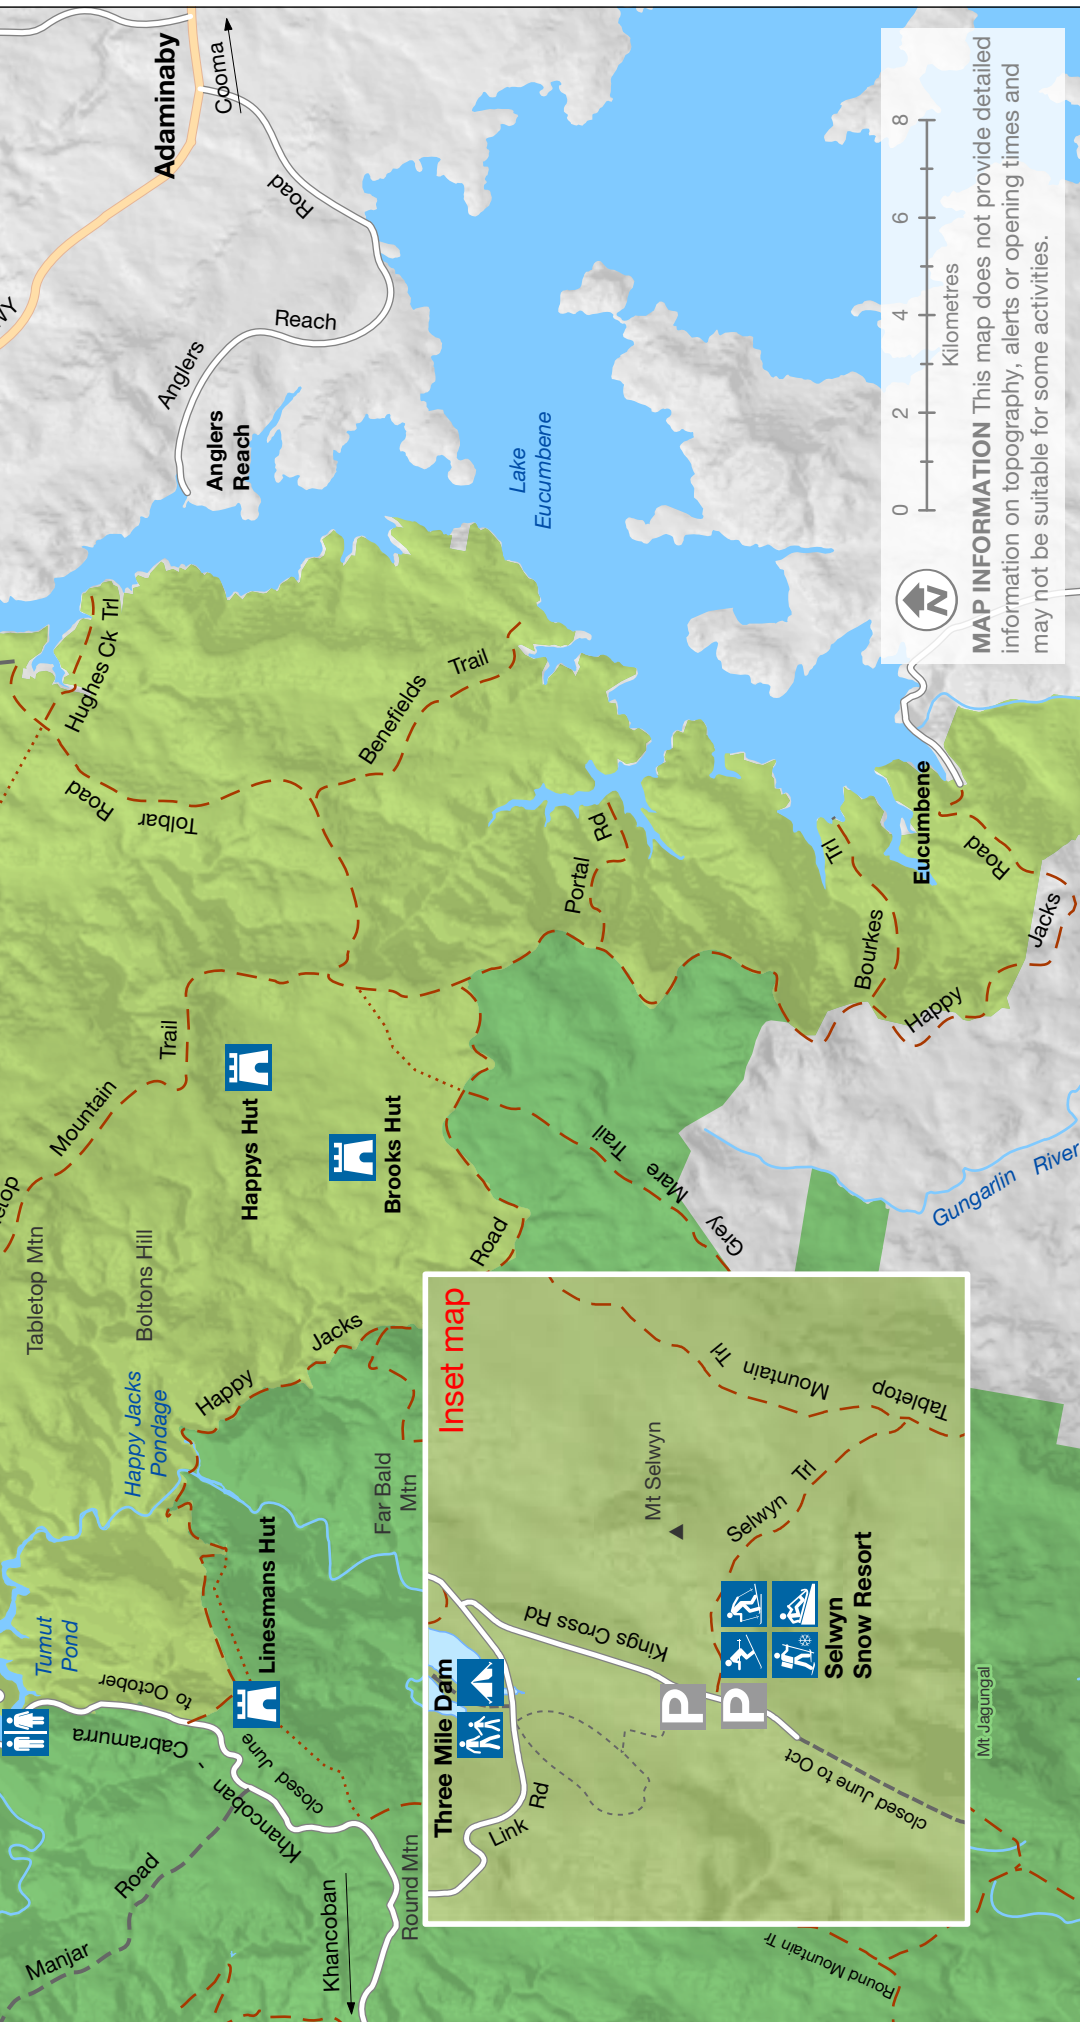 Adaminaby
Cooma
Road
Reach
Anglers
Anglers
Reach
Lake
Eucumbene
0 2 4 6 8
Kilometres
N
MAP INFORMATION This map does not provide detailed
information on topography, alerts or opening times and
may not be suitable for some activities.
Hughes Ck Trl
Benefields Trail
Tolbar Road
Portal Rd
Bourkes Trl
Eucumbene
Happy Jacks Road
Mountain Trail
Happys Hut
Brooks Hut
Grey Mare Trail
Gungarlin River
Tabletop Mtn
Boltons Hill
Happy Jacks
Pondage
Happy Jacks Road
Far Bald
Mtn
Linesmans Hut
Tumut
Pond
Khancoban - Cabramurra
closed June to October
Manjar Road
Khancoban
Round Mtn
Inset map
Three Mile Dam
Link Rd
Kings Cross Rd
Mt Selwyn
Selwyn Trl
Tabletop Mountain Trl
P
P
Selwyn
Snow Resort
closed June to Oct
Mt Jagungal
Round Mountain Tr